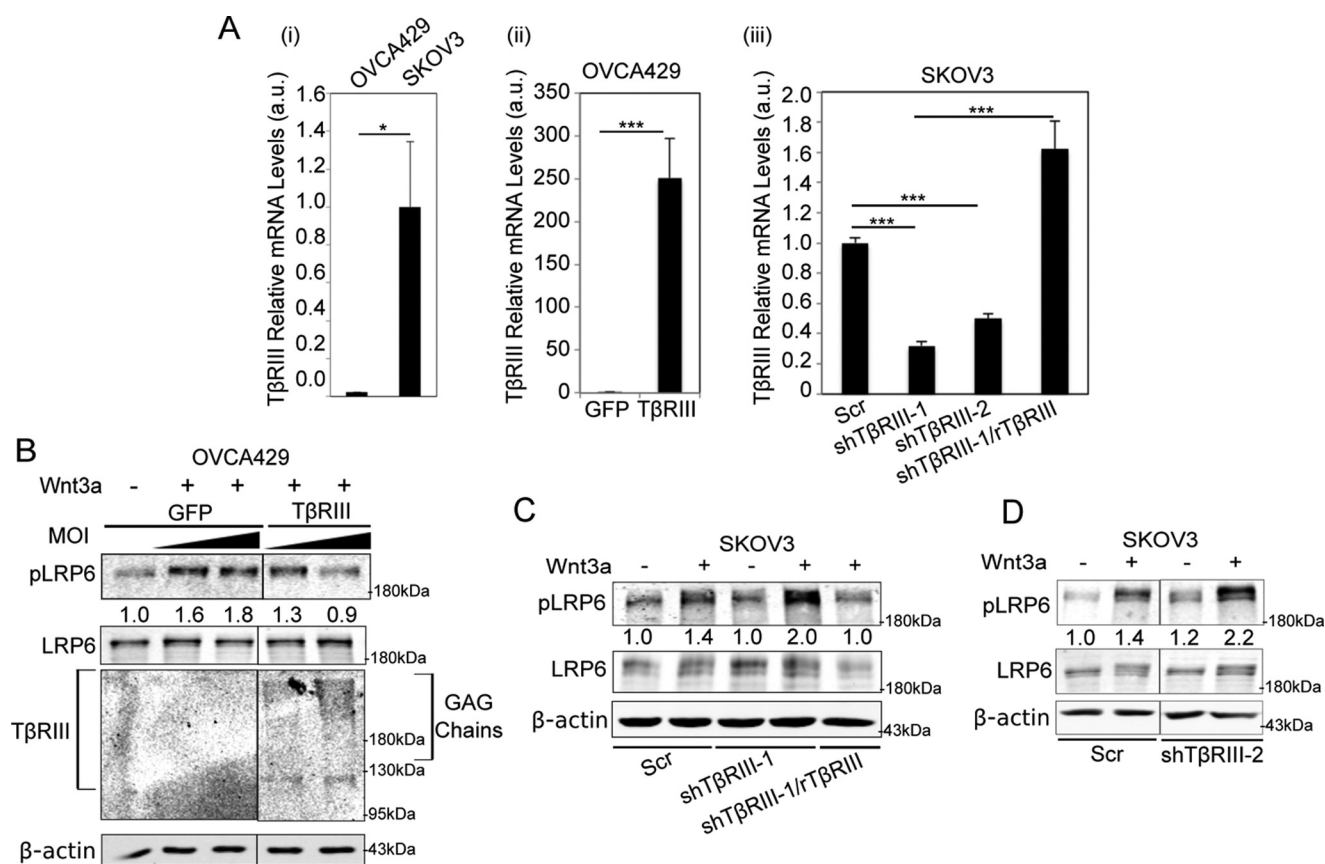 A
(i)
OVCA429
SKOV3
TβRIII Relative mRNA Levels (a.u.)
1.6
1.4
1.2
1.0
0.8
0.6
0.4
0.2
0.0
*
(ii)
OVCA429
TβRIII Relative mRNA Levels (a.u.)
350
300
250
200
150
100
50
0
***
GFP TβRIII
(iii)
SKOV3
TβRIII Relative mRNA Levels (a.u.)
2.0
1.8
1.6
1.4
1.2
1.0
0.8
0.6
0.4
0.2
0
***
***
***
Scr
shTβRIII-1
shTβRIII-2
shTβRIII-1/rTβRIII
B
OVCA429
Wnt3a - + + + +
GFP TβRIII
MOI
pLRP6
-180kDa
1.0 1.6 1.8 1.3 0.9
LRP6
-180kDa
TβRIII
GAG
Chains
180kDa
130kDa
-95kDa
β-actin
-43kDa
C
SKOV3
Wnt3a - + - + +
pLRP6
-180kDa
1.0 1.4 1.0 2.0 1.0
LRP6
-180kDa
β-actin
-43kDa
Scr
shTβRIII-1
shTβRIII-1/rTβRIII
D
SKOV3
Wnt3a - + - +
pLRP6
-180kDa
1.0 1.4 1.2 2.2
LRP6
-180kDa
β-actin
-43kDa
Scr shTβRIII-2